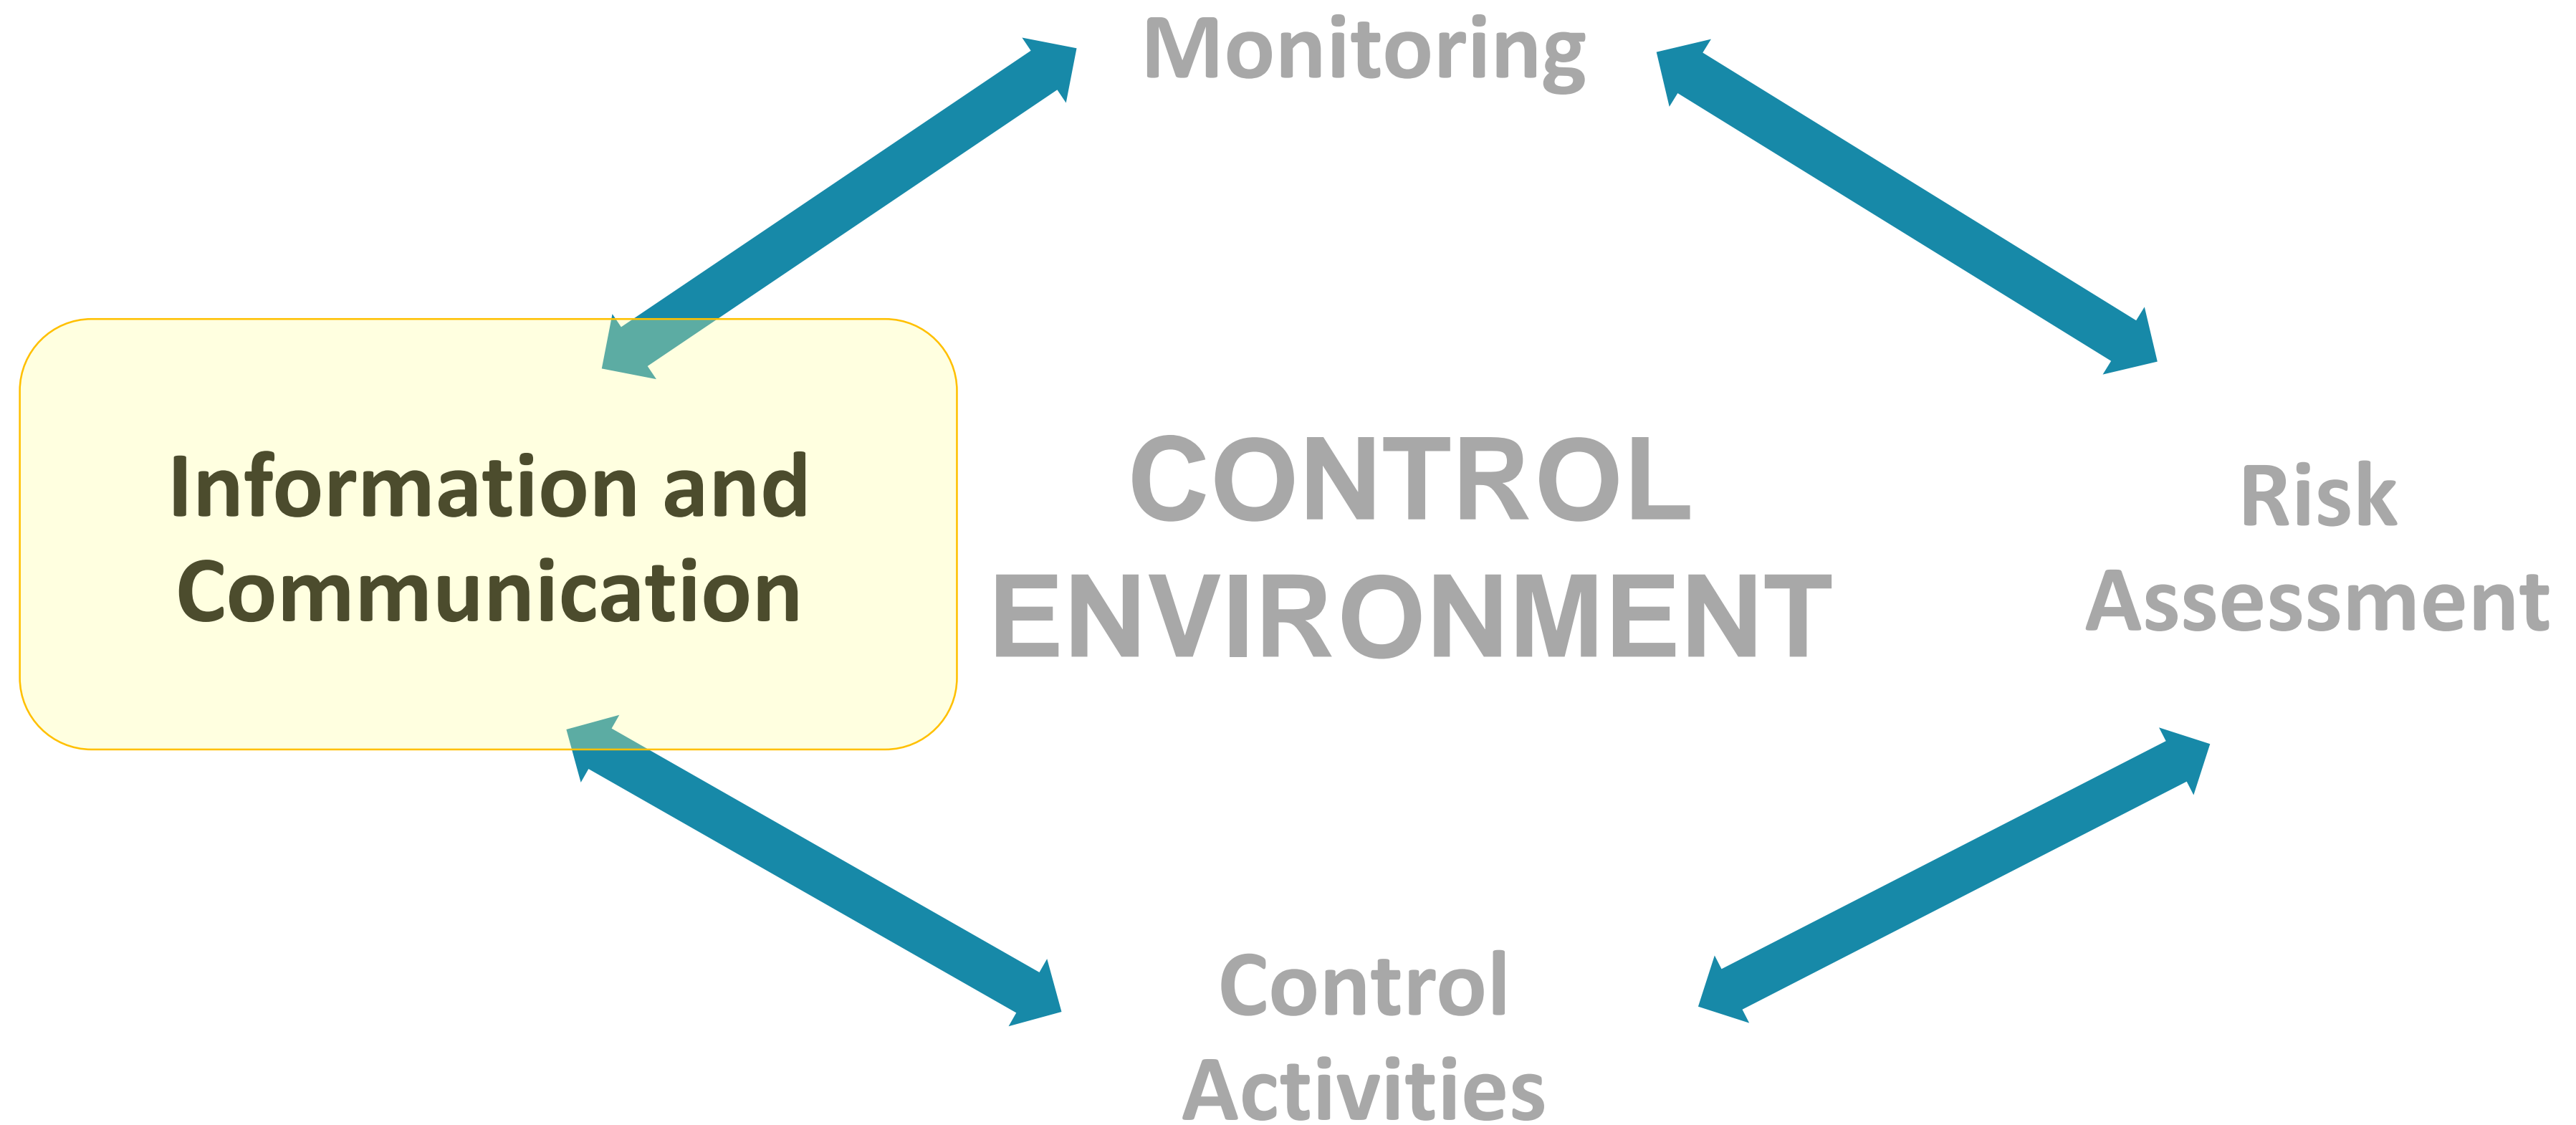 Monitoring
Information and
Communication
CONTROL
ENVIRONMENT
Risk
Assessment
Control
Activities